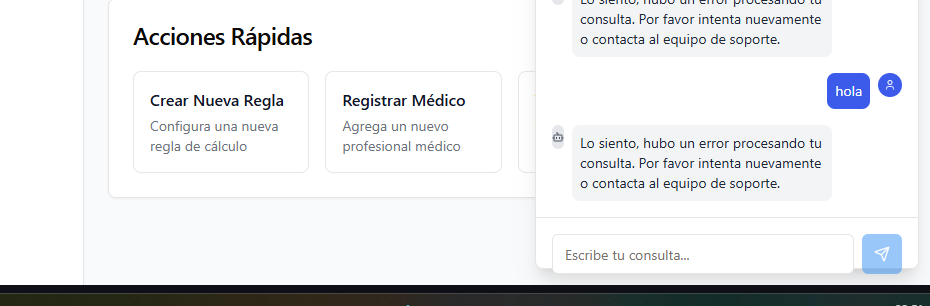 Acciones Rápidas
Crear Nueva Regla
Configura una nueva
regla de cálculo
Registrar Médico
Agrega un nuevo
profesional médico
Lo siento, hubo un error procesando tu
consulta. Por favor intenta nuevamente
o contacta al equipo de soporte.
hola
Lo siento, hubo un error procesando tu
consulta. Por favor intenta nuevamente
o contacta al equipo de soporte.
Escribe tu consulta...